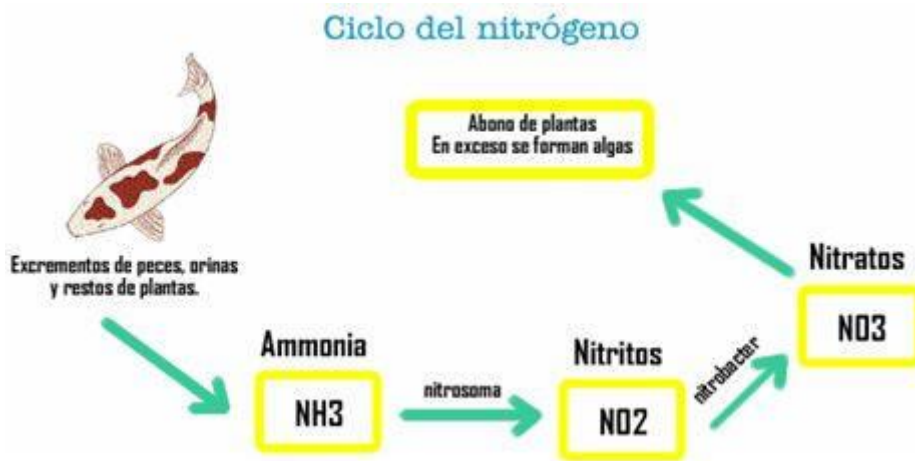 Ciclo del nitrógeno
Abono de plantas
En exceso se forman algas
Excrementos de peces, orinas
y restos de plantas.
Ammonia
NH3
nitrosoma
Nitritos
NO2
nitrobacter
Nitratos
NO3